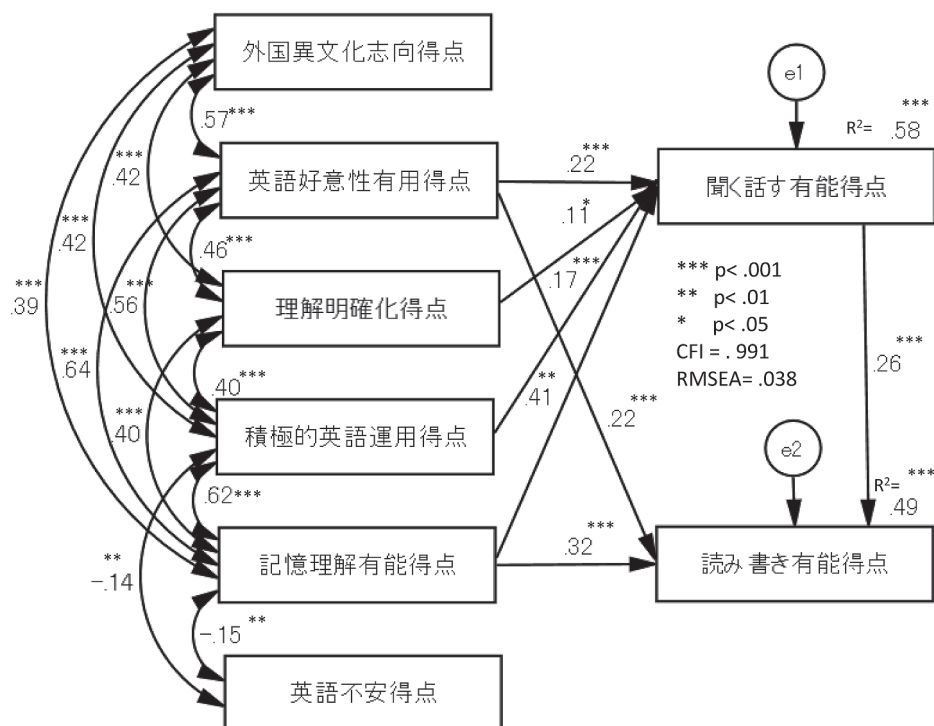 外国異文化志向得点
e1
***
R²= .58
.57***
***
.42
英語好意性有用得点
***
.22
聞く話す有能得点
*
.11
***
.42
.46***
***
.17
*** p< .001
** p< .01
* p< .05
CFI = . 991
RMSEA= .038
***
.39
***
.56
理解明確化得点
***
.26
***
.64
.40***
**
.41
***
.22
***
.40
積極的英語運用得点
e2
.62***
R²= ***
.49
**
-.14
記憶理解有能得点
***
.32
読み書き有能得点
-.15 **
英語不安得点